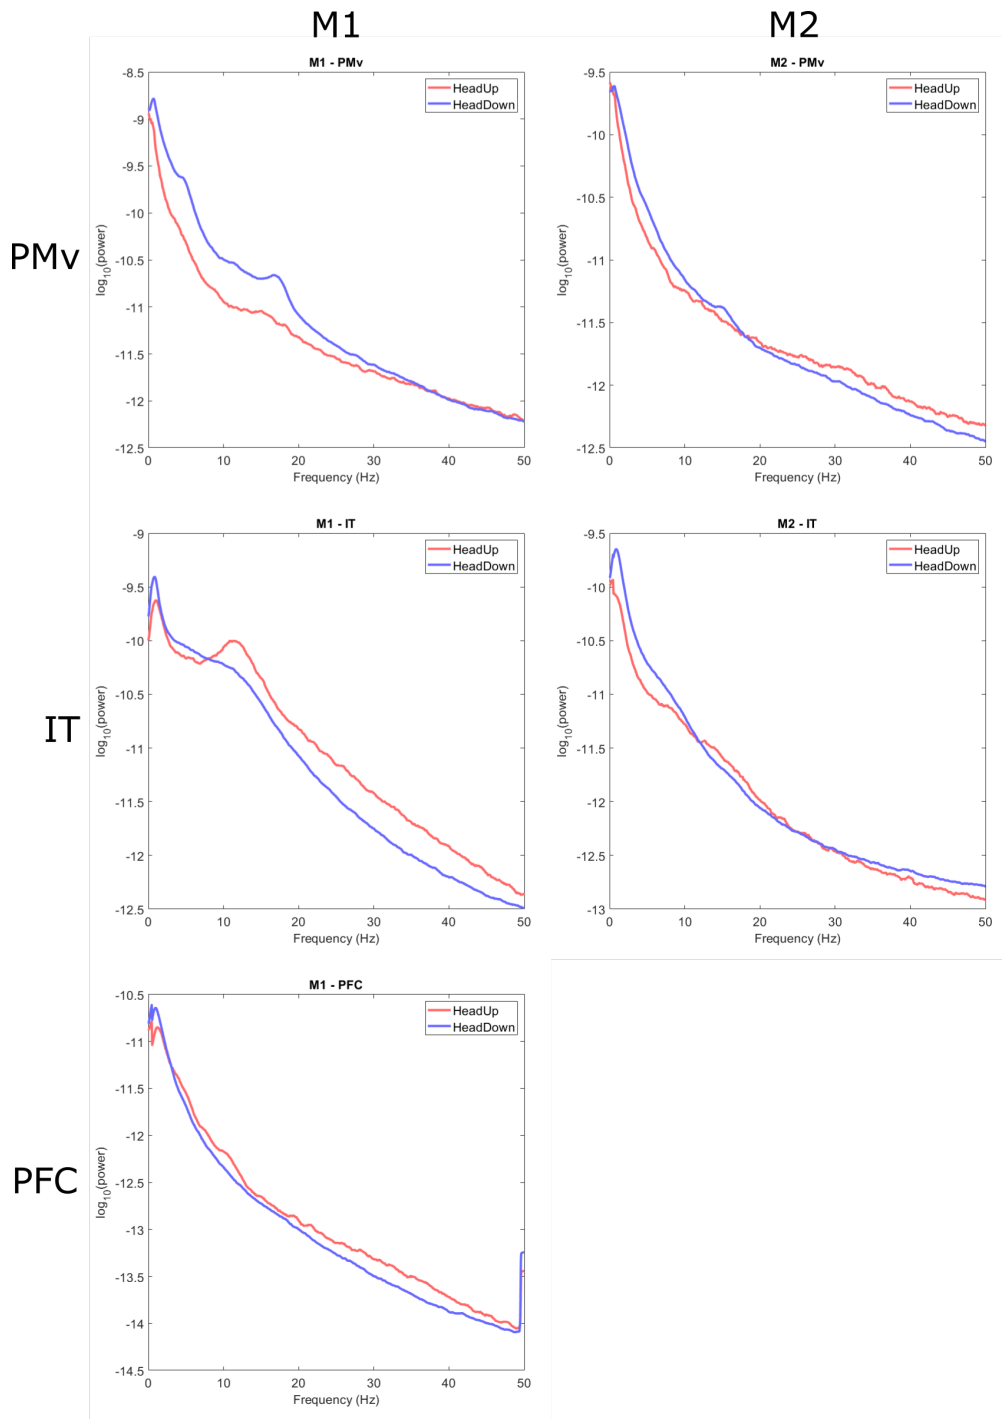 M1 M2
PMv
M1 - PMv
HeadUp
HeadDown
-8.5
-9
-9.5
-10
-10.5
-11
-11.5
-12
-12.5
log10(power)
0 10 20 30 40 50
Frequency (Hz)
M2 - PMv
HeadUp
HeadDown
-9.5
-10
-10.5
-11
-11.5
-12
-12.5
log10(power)
0 10 20 30 40 50
Frequency (Hz)
IT
M1 - IT
HeadUp
HeadDown
-9
-9.5
-10
-10.5
-11
-11.5
-12
-12.5
log10(power)
0 10 20 30 40 50
Frequency (Hz)
M2 - IT
HeadUp
HeadDown
-9.5
-10
-10.5
-11
-11.5
-12
-12.5
-13
log10(power)
0 10 20 30 40 50
Frequency (Hz)
PFC
M1 - PFC
HeadUp
HeadDown
-10.5
-11
-11.5
-12
-12.5
-13
-13.5
-14
-14.5
log10(power)
0 10 20 30 40 50
Frequency (Hz)